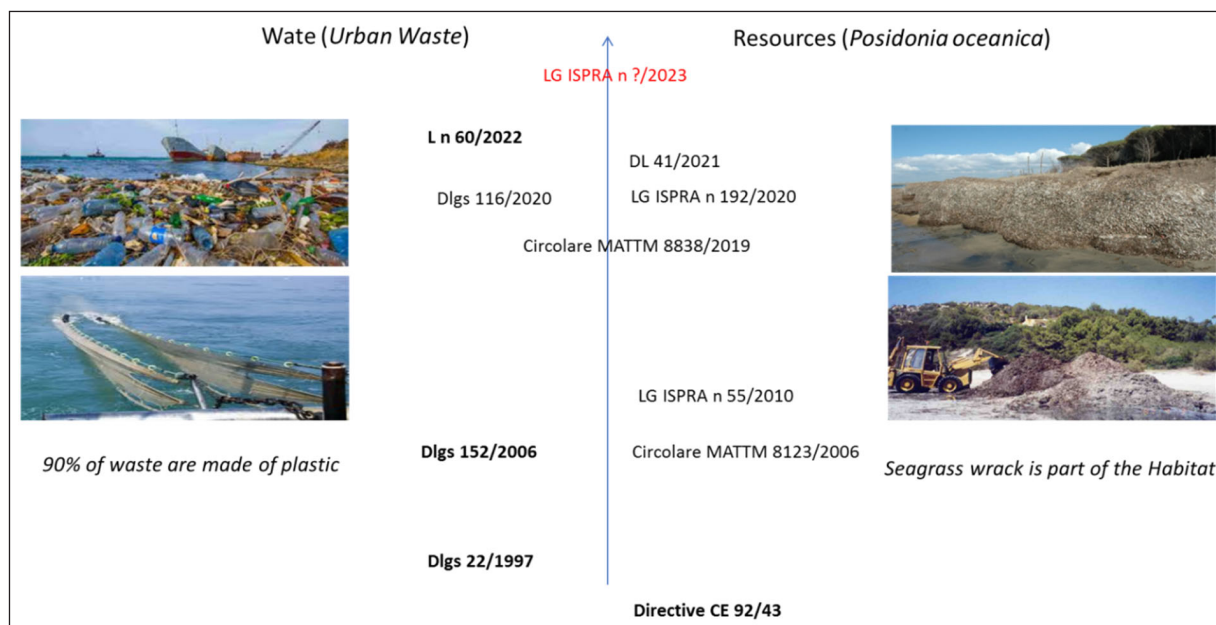 Wate (Urban Waste)
Resources (Posidonia oceanica)
LG ISPRA n ?/2023
L n 60/2022
DL 41/2021
Dlgs 116/2020
LG ISPRA n 192/2020
Circolare MATTM 8838/2019
LG ISPRA n 55/2010
Dlgs 152/2006
Circolare MATTM 8123/2006
90% of waste are made of plastic
Seagrass wrack is part of the Habitat
Dlgs 22/1997
Directive CE 92/43